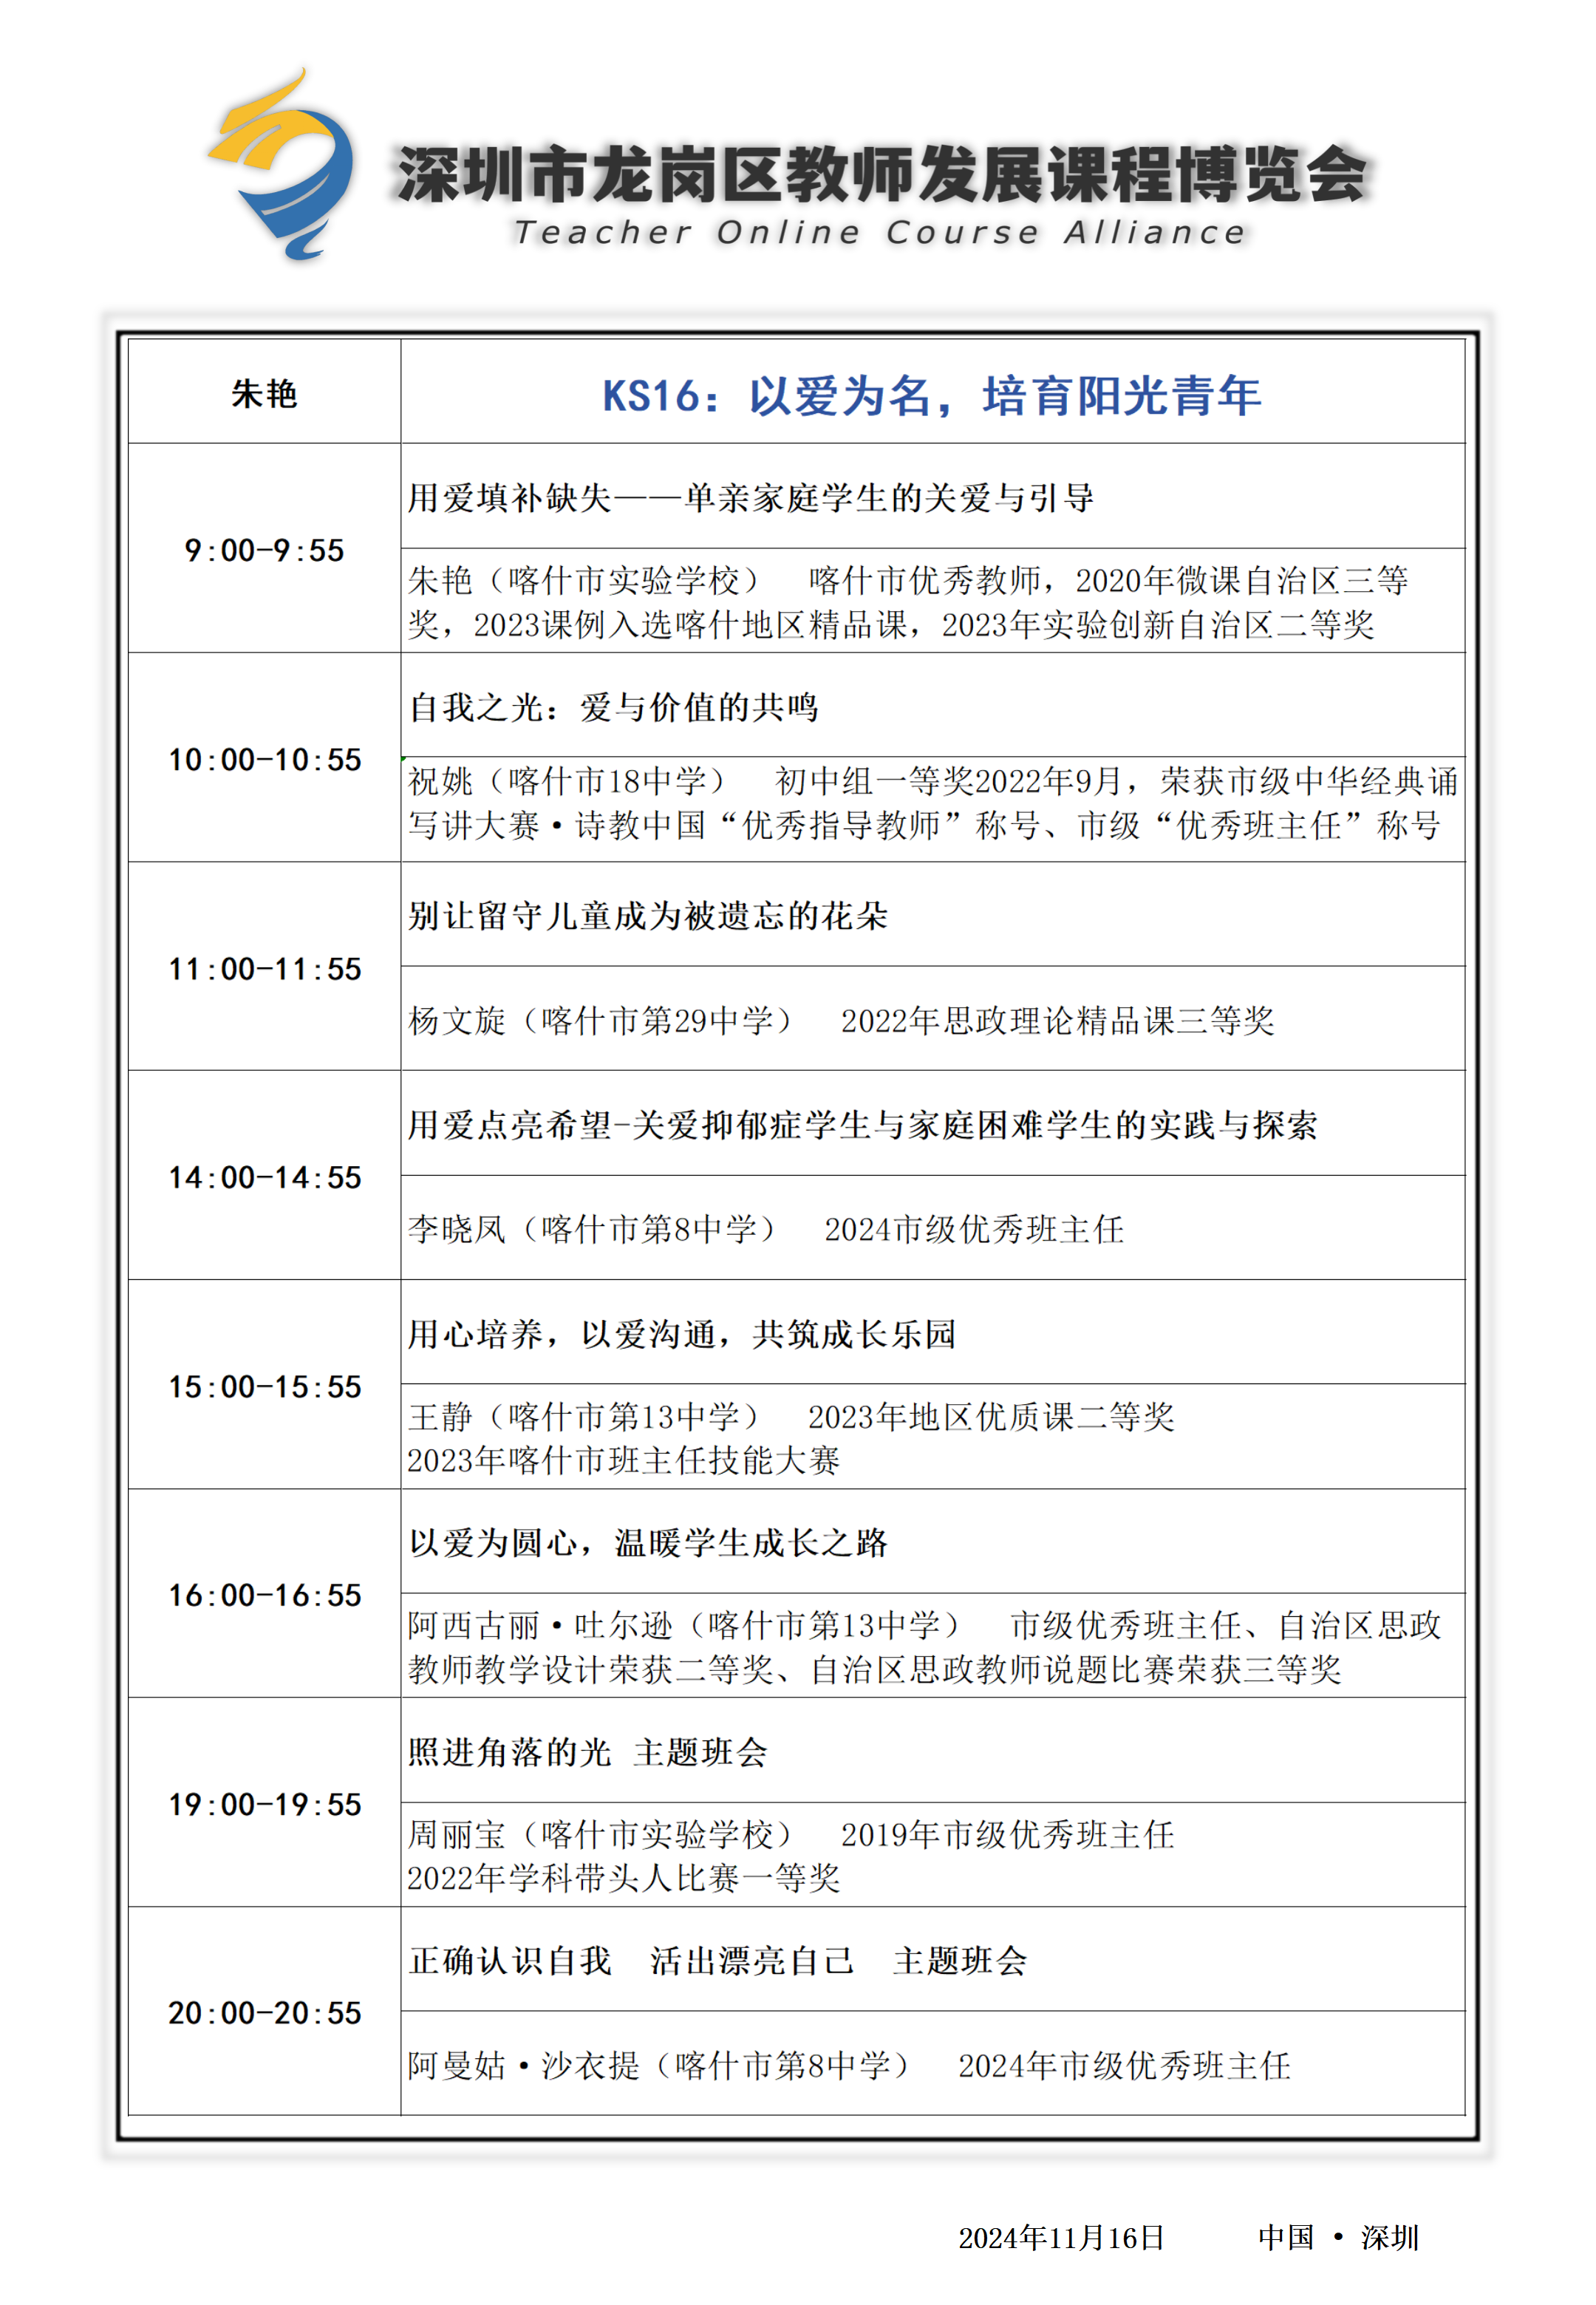 深圳市龙岗区教师发展课程博览会
Teacher Online Course Alliance
朱艳
KS16：以爱为名，培育阳光青年
9:00-9:55
用爱填补缺失——单亲家庭学生的关爱与引导
朱艳（喀什市实验学校）　喀什市优秀教师，2020年微课自治区三等
奖，2023课例入选喀什地区精品课，2023年实验创新自治区二等奖
10:00-10:55
自我之光：爱与价值的共鸣
祝姚（喀什市18中学）　初中组一等奖2022年9月，荣获市级中华经典诵
写讲大赛·诗教中国“优秀指导教师”称号、市级“优秀班主任”称号
11:00-11:55
别让留守儿童成为被遗忘的花朵
杨文旋（喀什市第29中学）　2022年思政理论精品课三等奖
14:00-14:55
用爱点亮希望-关爱抑郁症学生与家庭困难学生的实践与探索
李晓凤（喀什市第8中学）　2024市级优秀班主任
15:00-15:55
用心培养，以爱沟通，共筑成长乐园
王静（喀什市第13中学）　2023年地区优质课二等奖
2023年喀什市班主任技能大赛
16:00-16:55
以爱为圆心，温暖学生成长之路
阿西古丽·吐尔逊（喀什市第13中学）　市级优秀班主任、自治区思政
教师教学设计荣获二等奖、自治区思政教师说题比赛荣获三等奖
19:00-19:55
照进角落的光 主题班会
周丽宝（喀什市实验学校）　2019年市级优秀班主任
2022年学科带头人比赛一等奖
20:00-20:55
正确认识自我　活出漂亮自己　主题班会
阿曼姑·沙衣提（喀什市第8中学）　2024年市级优秀班主任
2024年11月16日　　中国 · 深圳